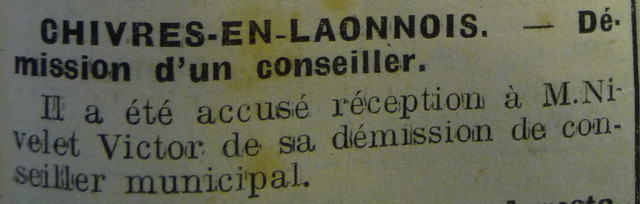 CHIVRES-EN-LAONNOIS. — Dé-
mission d'un conseiller.
Il a été accusé réception à M.Ni-
velet Victor de sa démission de con-
seiller municipal.